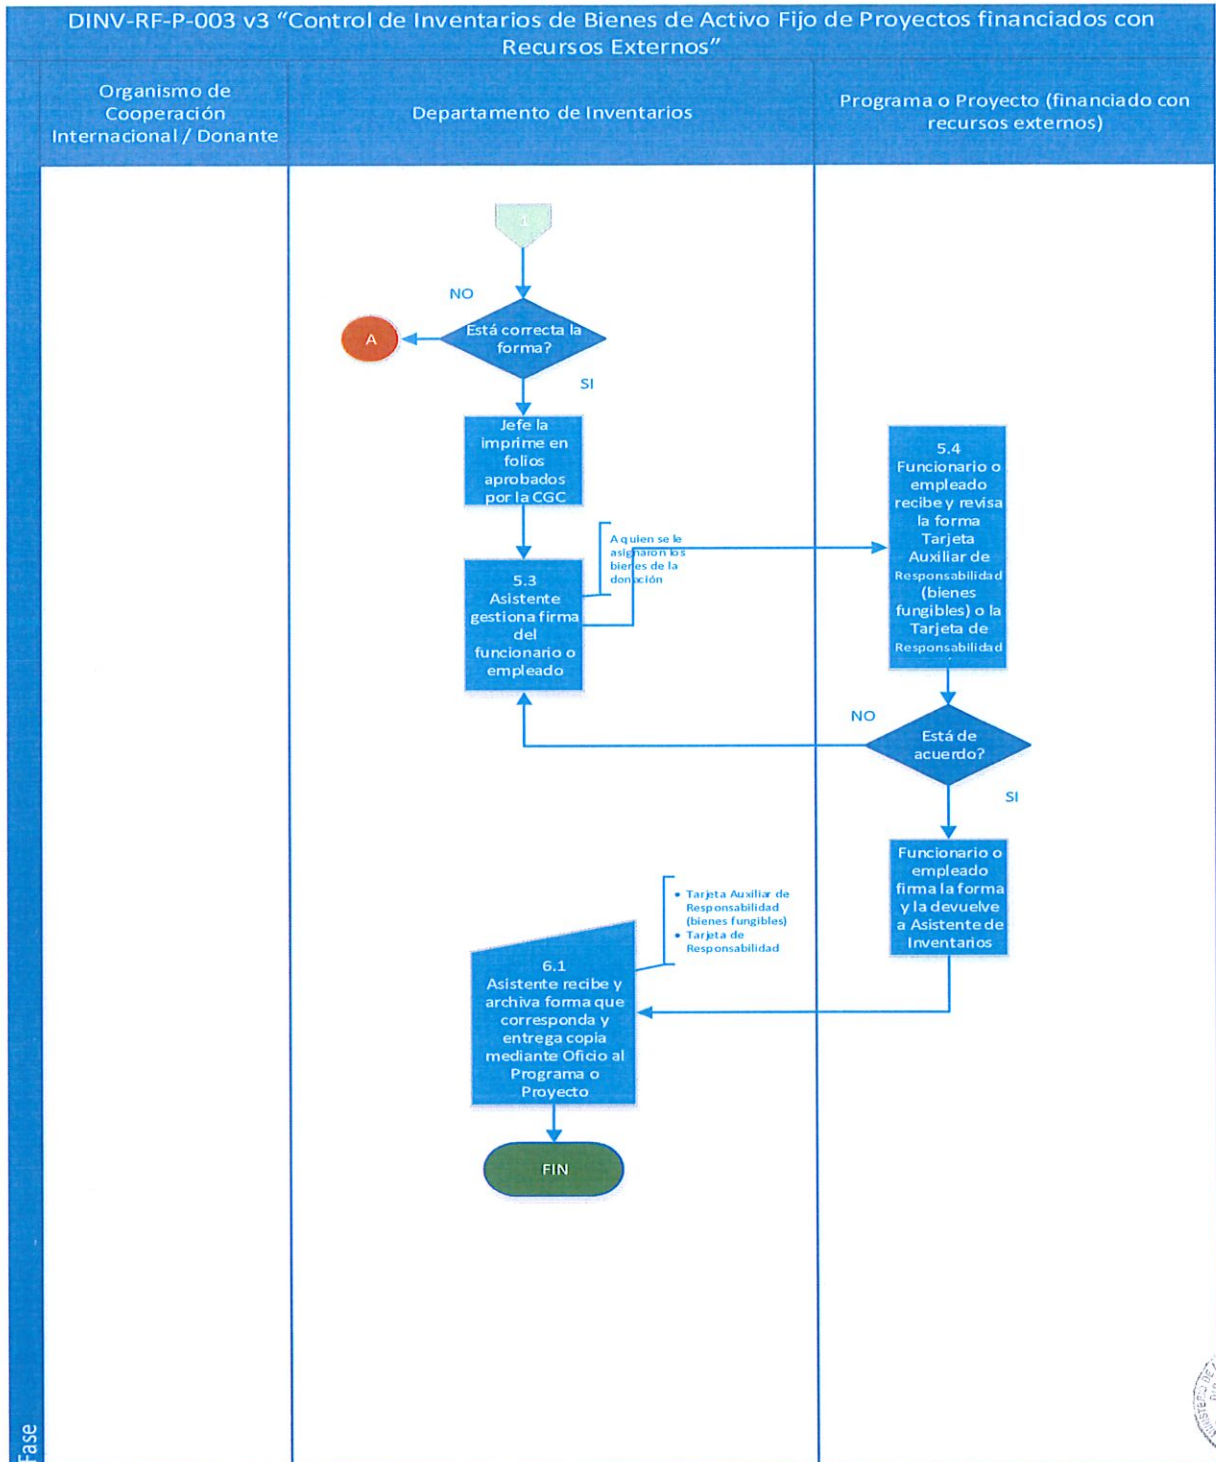 DINV-RF-P-003 v3 “Control de Inventarios de Bienes de Activo Fijo de Proyectos financiados con
Recursos Externos”
Organismo de
Cooperación
Internacional / Donante
Departamento de Inventarios
Programa o Proyecto (financiado con
recursos externos)
1
NO
Está correcta la
forma?
A
SI
Jefe la
imprime en
folios
aprobados
por la CGC
A quien se le
asignaron los
bienes de la
donación
5.3
Asistente
gestiona firma
del
funcionario o
empleado
5.4
Funcionario o
empleado
recibe y revisa
la forma
Tarjeta
Auxiliar de
Responsabilidad
(bienes
fungibles) o la
Tarjeta de
Responsabilidad
NO
Está de
acuerdo?
SI
Funcionario o
empleado
firma la forma
y la devuelve
a Asistente de
Inventarios
• Tarjeta Auxiliar de
Responsabilidad
(bienes fungibles)
• Tarjeta de
Responsabilidad
6.1
Asistente recibe y
archiva forma que
corresponda y
entrega copia
mediante Oficio al
Programa o
Proyecto
FIN
Fase
MINISTERIO DE